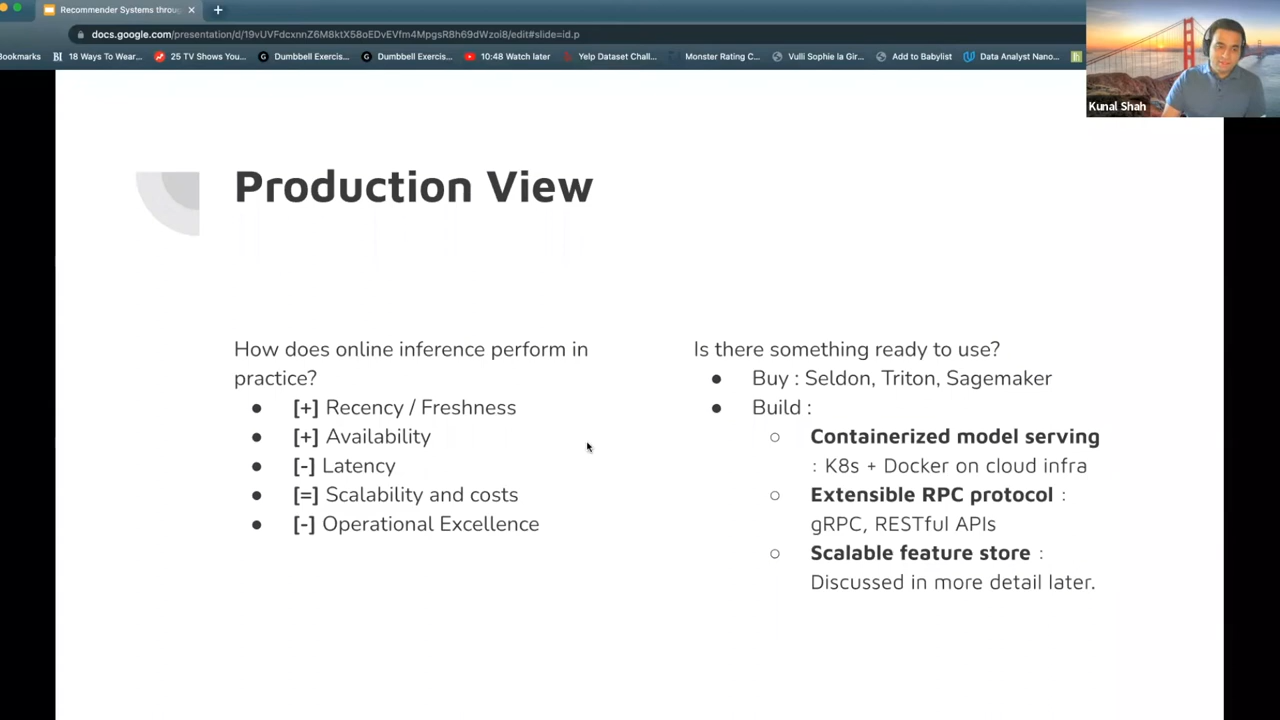 Recommender Systems throu
docs.google.com/presentation/d/19vUVFdcxnnZ6M8ktX58oEDvEVfm4MpgsR8h69dWzoi8/edit#slide=id.p
Bookmarks
18 Ways To Wear...
25 TV Shows You...
Dumbbell Exercis...
Dumbbell Exercis...
10:48 Watch later
Yelp Dataset Chall...
Monster Rating C...
Vulli Sophie la Gir...
Add to Babylist
Data Analyst Nano...
Kunal Shah
Production View
How does online inference perform in
practice?
● [+] Recency / Freshness
● [+] Availability
● [-] Latency
● [=] Scalability and costs
● [-] Operational Excellence
Is there something ready to use?
● Buy : Seldon, Triton, Sagemaker
● Build :
○ Containerized model serving
: K8s + Docker on cloud infra
○ Extensible RPC protocol :
gRPC, RESTful APIs
○ Scalable feature store :
Discussed in more detail later.